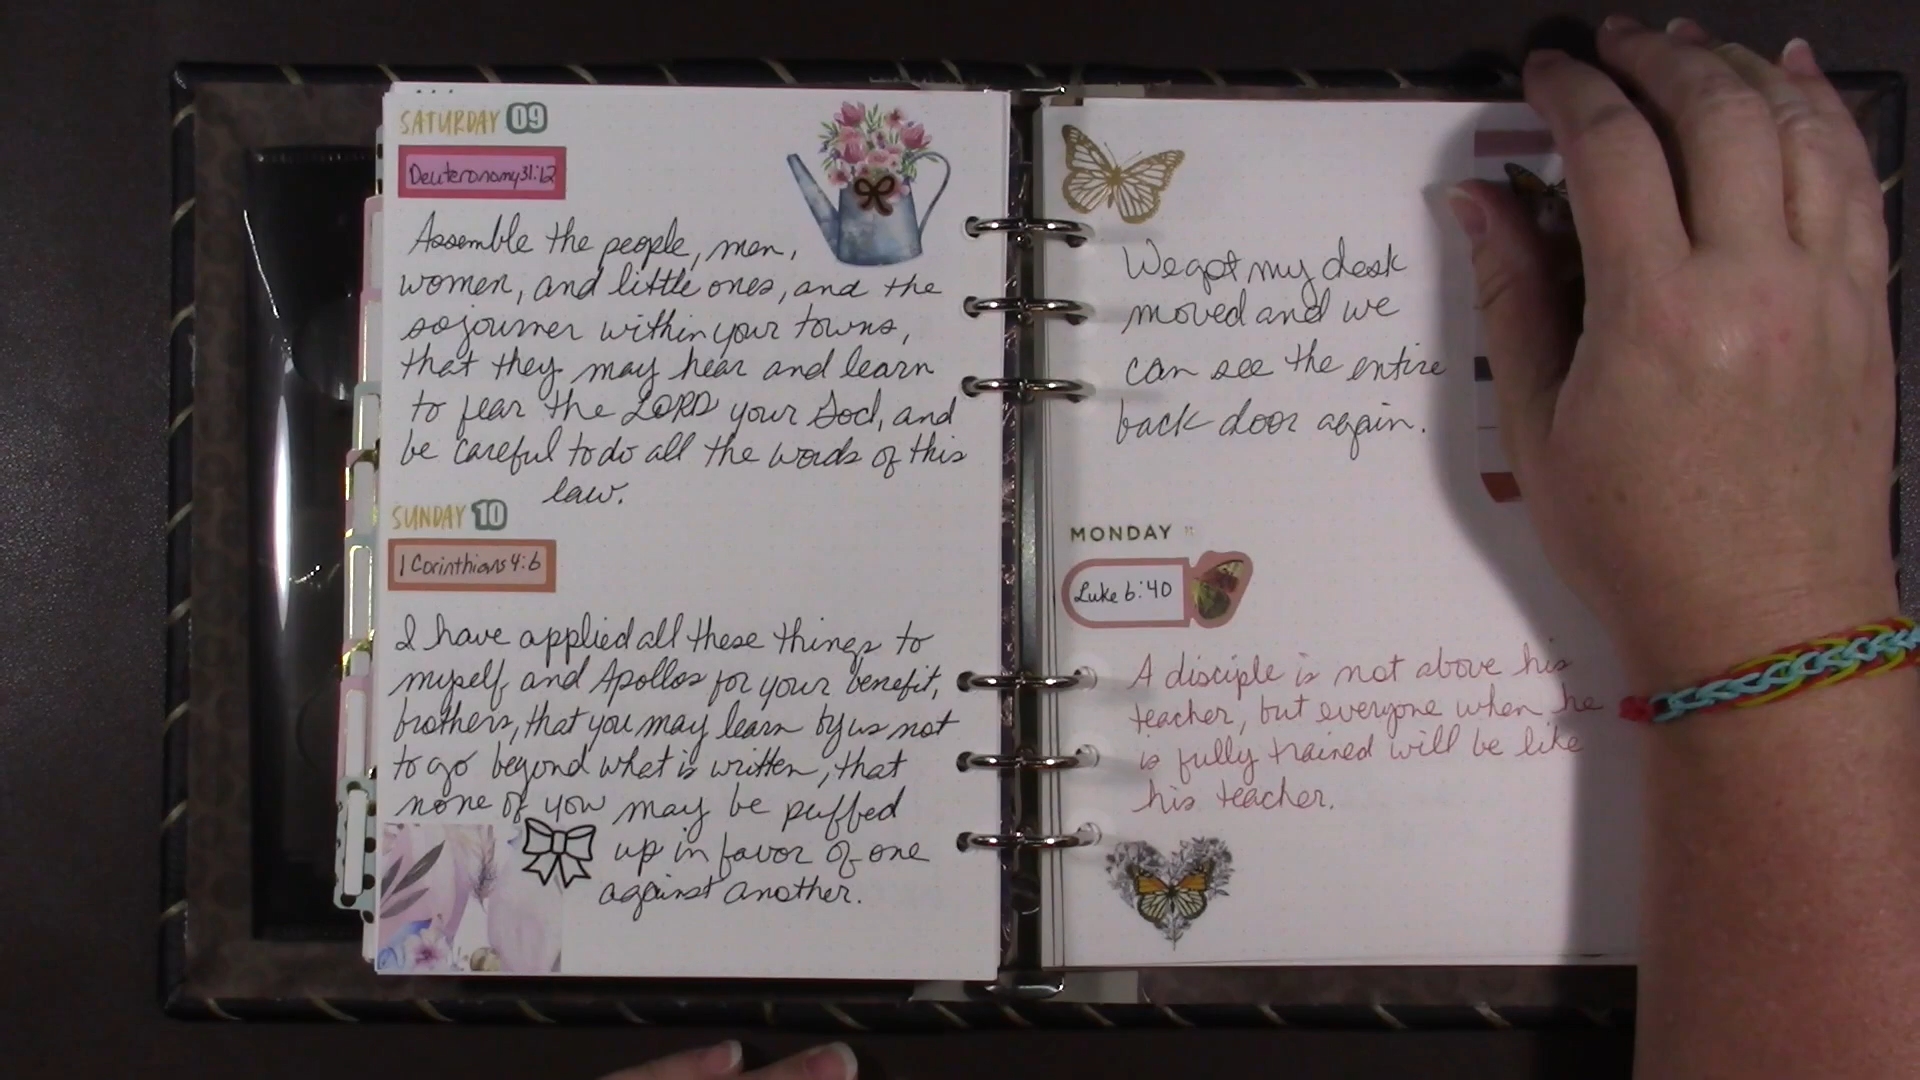 SATURDAY 09
Deuteronomy 31:12
Assemble the people, men,
women, and little ones, and the
sojourner within your towns,
that they may hear and learn
to fear the LORD your God, and
be careful to do all the words of this
law.
SUNDAY 10
1 Corinthians 4:6
I have applied all these things to
myself and Apollos for your benefit,
brothers, that you may learn by us not
to go beyond what is written, that
none of you may be puffed
up in favor of one
against another.
We got my desk
moved and we
can see the entire
back door again.
MONDAY
Luke 6:40
A disciple is not above his
teacher, but everyone when he
is fully trained will be like
his teacher.